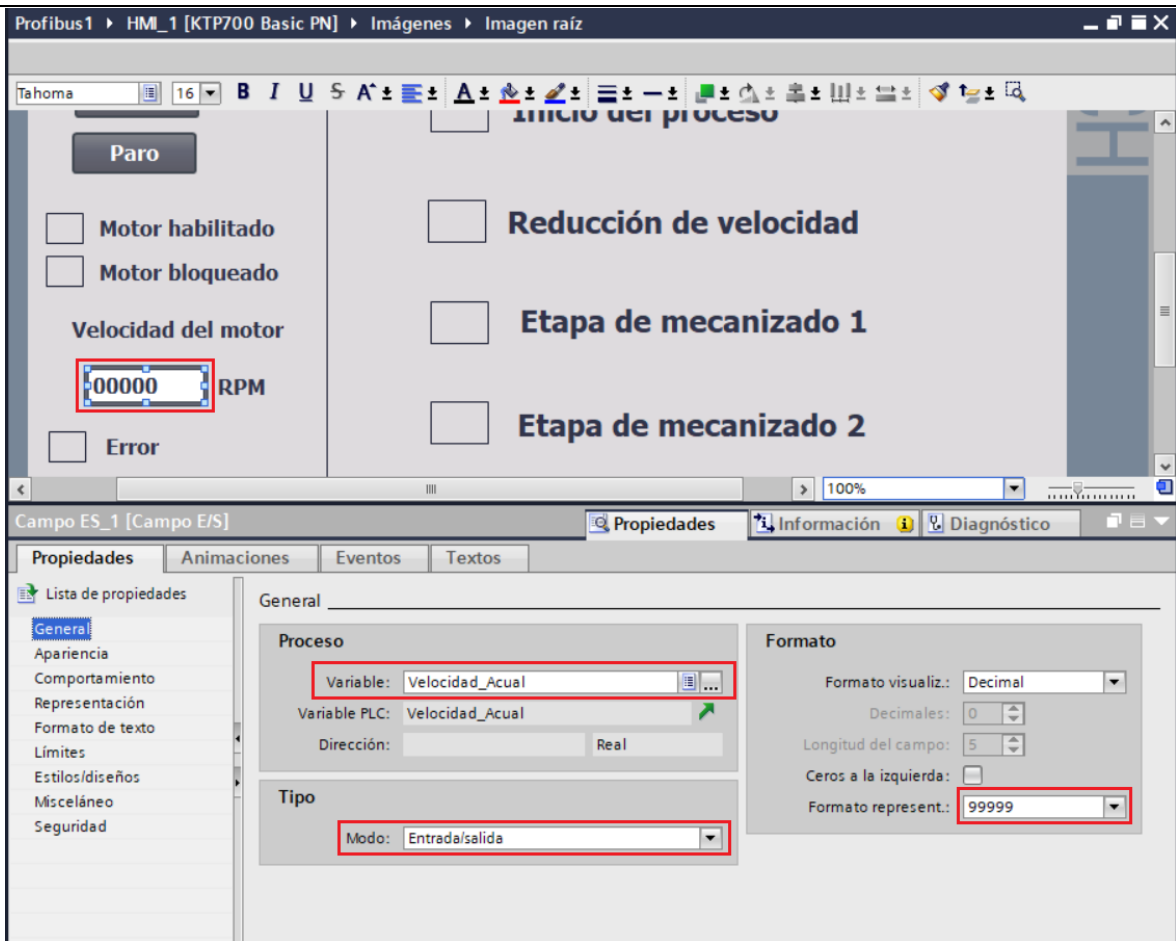 Profibus1 ▸ HMI_1 [KTP700 Basic PN] ▸ Imágenes ▸ Imagen raíz
Tahoma 16 B I U S A
Inicio del proceso
Paro
Motor habilitado
Reducción de velocidad
Motor bloqueado
Velocidad del motor
Etapa de mecanizado 1
00000 RPM
Etapa de mecanizado 2
Error
100%
Campo ES_1 [Campo E/S]
Propiedades Información Diagnóstico
Propiedades Animaciones Eventos Textos
Lista de propiedades
General
Apariencia
Comportamiento
Representación
Formato de texto
Límites
Estilos/diseños
Misceláneo
Seguridad
General
Proceso
Variable: Velocidad_Acual
Variable PLC: Velocidad_Acual
Dirección: Real
Tipo
Modo: Entrada/salida
Formato
Formato visualiz.: Decimal
Decimales: 0
Longitud del campo: 5
Ceros a la izquierda:
Formato represent.: 99999